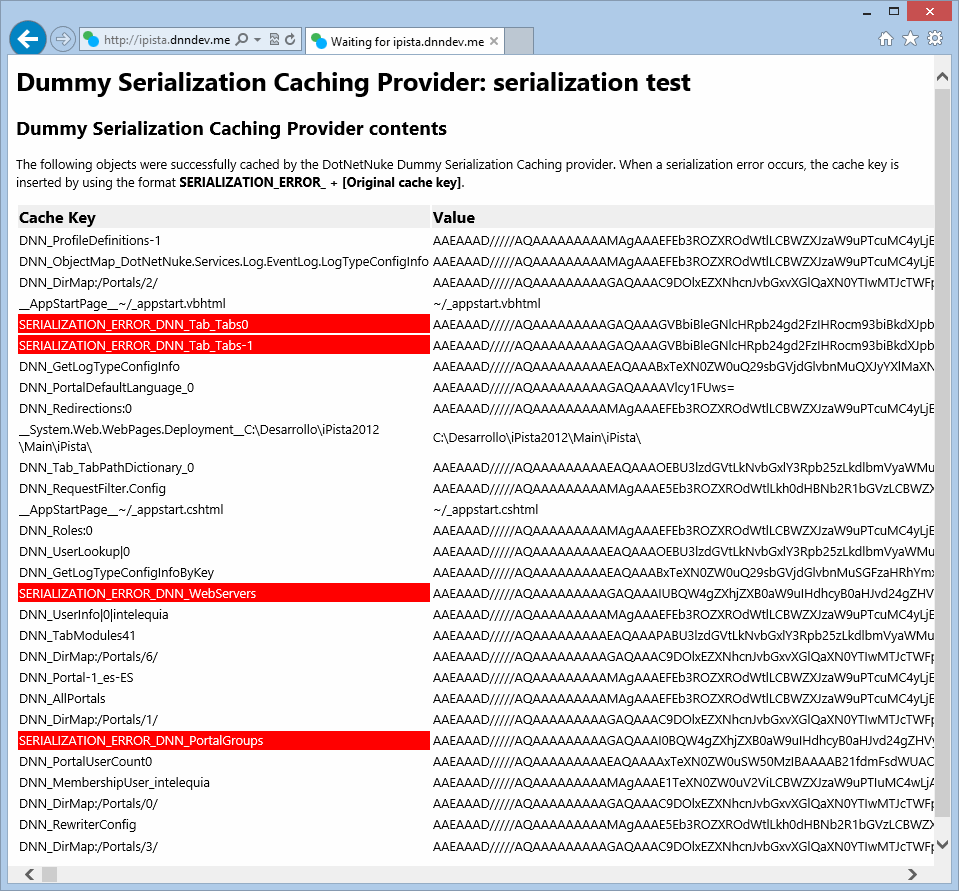 http://ipista.dnndev.me
Waiting for ipista.dnndev.me
Dummy Serialization Caching Provider: serialization test
Dummy Serialization Caching Provider contents
The following objects were successfully cached by the DotNetNuke Dummy Serialization Caching provider. When a serialization error occurs, the cache key is
inserted by using the format SERIALIZATION_ERROR_ + [Original cache key].
Cache Key Value
DNN_ProfileDefinitions-1 AAEAAAD/////AQAAAAAAAAAMAgAAAEFEb3ROZXROdWtlLCBWZXJzaW9uPTcuMC4yLjE
DNN_ObjectMap_DotNetNuke.Services.Log.EventLog.LogTypeConfigInfo AAEAAAD/////AQAAAAAAAAAMAgAAAEFEb3ROZXROdWtlLCBWZXJzaW9uPTcuMC4yLjE
DNN_DirMap:/Portals/2/ AAEAAAD/////AQAAAAAAAAAGAQAAAC9DOlxEZXNhcnJvbGxvXGlQaXN0YTIwMTJcTWFp
__AppStartPage__~/_appstart.vbhtml ~/_appstart.vbhtml
SERIALIZATION_ERROR_DNN_Tab_Tabs0 AAEAAAD/////AQAAAAAAAAAGAQAAAGVBbiBleGNlcHRpb24gd2FzIHRocm93biBkdXJpb
SERIALIZATION_ERROR_DNN_Tab_Tabs-1 AAEAAAD/////AQAAAAAAAAAGAQAAAGVBbiBleGNlcHRpb24gd2FzIHRocm93biBkdXJpb
DNN_GetLogTypeConfigInfo AAEAAAD/////AQAAAAAAAAAEAQAAABxTeXN0ZW0uQ29sbGVjdGlvbnMuQXJyYXlMaXN
DNN_PortalDefaultLanguage_0 AAEAAAD/////AQAAAAAAAAAGAQAAAAVlcy1FUws=
DNN_Redirections:0 AAEAAAD/////AQAAAAAAAAAMAgAAAEFEb3ROZXROdWtlLCBWZXJzaW9uPTcuMC4yLjE
__System.Web.WebPages.Deployment__C:\Desarrollo\iPista2012
\Main\iPista\ C:\Desarrollo\iPista2012\Main\iPista\
DNN_Tab_TabPathDictionary_0 AAEAAAD/////AQAAAAAAAAAEAQAAAOEBU3lzdGVtLkNvbGxlY3Rpb25zLkdlbmVyaWMu
DNN_RequestFilter.Config AAEAAAD/////AQAAAAAAAAAMAgAAAE5Eb3ROZXROdWtlLkh0dHBNb2R1bGVzLCBWZX
__AppStartPage__~/_appstart.cshtml ~/_appstart.cshtml
DNN_Roles:0 AAEAAAD/////AQAAAAAAAAAMAgAAAEFEb3ROZXROdWtlLCBWZXJzaW9uPTcuMC4yLjE
DNN_UserLookup|0 AAEAAAD/////AQAAAAAAAAAEAQAAAOEBU3lzdGVtLkNvbGxlY3Rpb25zLkdlbmVyaWMu
DNN_GetLogTypeConfigInfoByKey AAEAAAD/////AQAAAAAAAAAEAQAAABxTeXN0ZW0uQ29sbGVjdGlvbnMuSGFzaHRhYmx
SERIALIZATION_ERROR_DNN_WebServers AAEAAAD/////AQAAAAAAAAAGAQAAAIUBQW4gZXhjZXB0aW9uIHdhcyB0aHJvd24gZHV
DNN_UserInfo|0|intelequia AAEAAAD/////AQAAAAAAAAAMAgAAAEFEb3ROZXROdWtlLCBWZXJzaW9uPTcuMC4yLjE
DNN_TabModules41 AAEAAAD/////AQAAAAAAAAAEAQAAAPABU3lzdGVtLkNvbGxlY3Rpb25zLkdlbmVyaWMu
DNN_DirMap:/Portals/6/ AAEAAAD/////AQAAAAAAAAAGAQAAAC9DOlxEZXNhcnJvbGxvXGlQaXN0YTIwMTJcTWFp
DNN_Portal-1_es-ES AAEAAAD/////AQAAAAAAAAAMAgAAAEFEb3ROZXROdWtlLCBWZXJzaW9uPTcuMC4yLjE
DNN_AllPortals AAEAAAD/////AQAAAAAAAAAMAgAAAEFEb3ROZXROdWtlLCBWZXJzaW9uPTcuMC4yLjE
DNN_DirMap:/Portals/1/ AAEAAAD/////AQAAAAAAAAAGAQAAAC9DOlxEZXNhcnJvbGxvXGlQaXN0YTIwMTJcTWFp
SERIALIZATION_ERROR_DNN_PortalGroups AAEAAAD/////AQAAAAAAAAAGAQAAAI0BQW4gZXhjZXB0aW9uIHdhcyB0aHJvd24gZHVy
DNN_PortalUserCount0 AAEAAAD/////AQAAAAAAAAAEAQAAAAxTeXN0ZW0uSW50MzIBAAAAB21fdmFsdWUAC
DNN_MembershipUser_intelequia AAEAAAD/////AQAAAAAAAAAMAgAAAE1TeXN0ZW0uV2ViLCBWZXJzaW9uPTIuMC4wLjA
DNN_DirMap:/Portals/0/ AAEAAAD/////AQAAAAAAAAAGAQAAAC9DOlxEZXNhcnJvbGxvXGlQaXN0YTIwMTJcTWFp
DNN_RewriterConfig AAEAAAD/////AQAAAAAAAAAMAgAAAE5Eb3ROZXROdWtlLkh0dHBNb2R1bGVzLCBWZX
DNN_DirMap:/Portals/3/ AAEAAAD/////AQAAAAAAAAAGAQAAAC9DOlxEZXNhcnJvbGxvXGlQaXN0YTIwMTJcTWFp